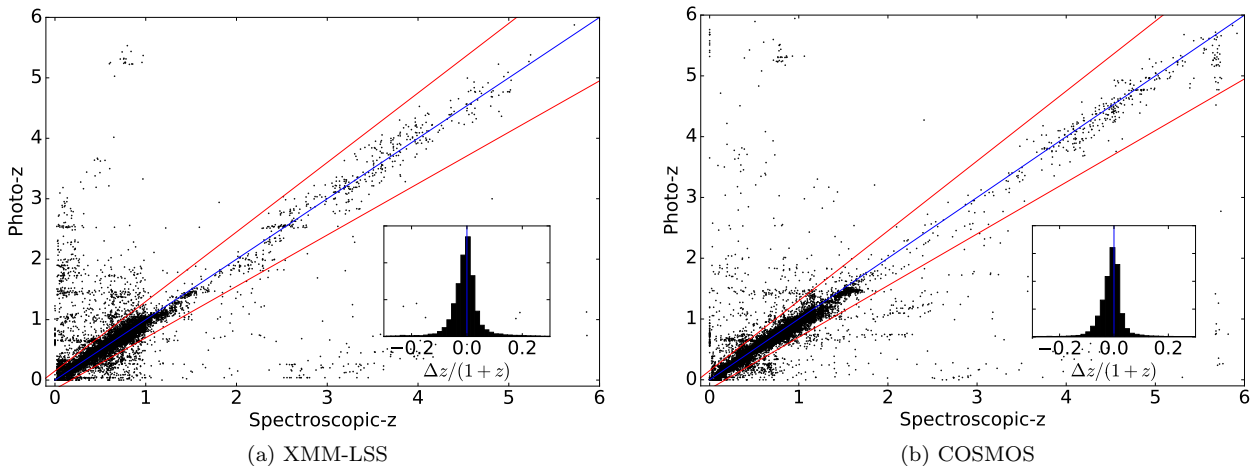 6
5
4
3
2
1
0
Photo-z
−0.2 0.0 0.2
Δz/(1 + z)
0 1 2 3 4 5 6
Spectroscopic-z
(a) XMM-LSS
6
5
4
3
2
1
0
Photo-z
−0.2 0.0 0.2
Δz/(1 + z)
0 1 2 3 4 5 6
Spectroscopic-z
(b) COSMOS